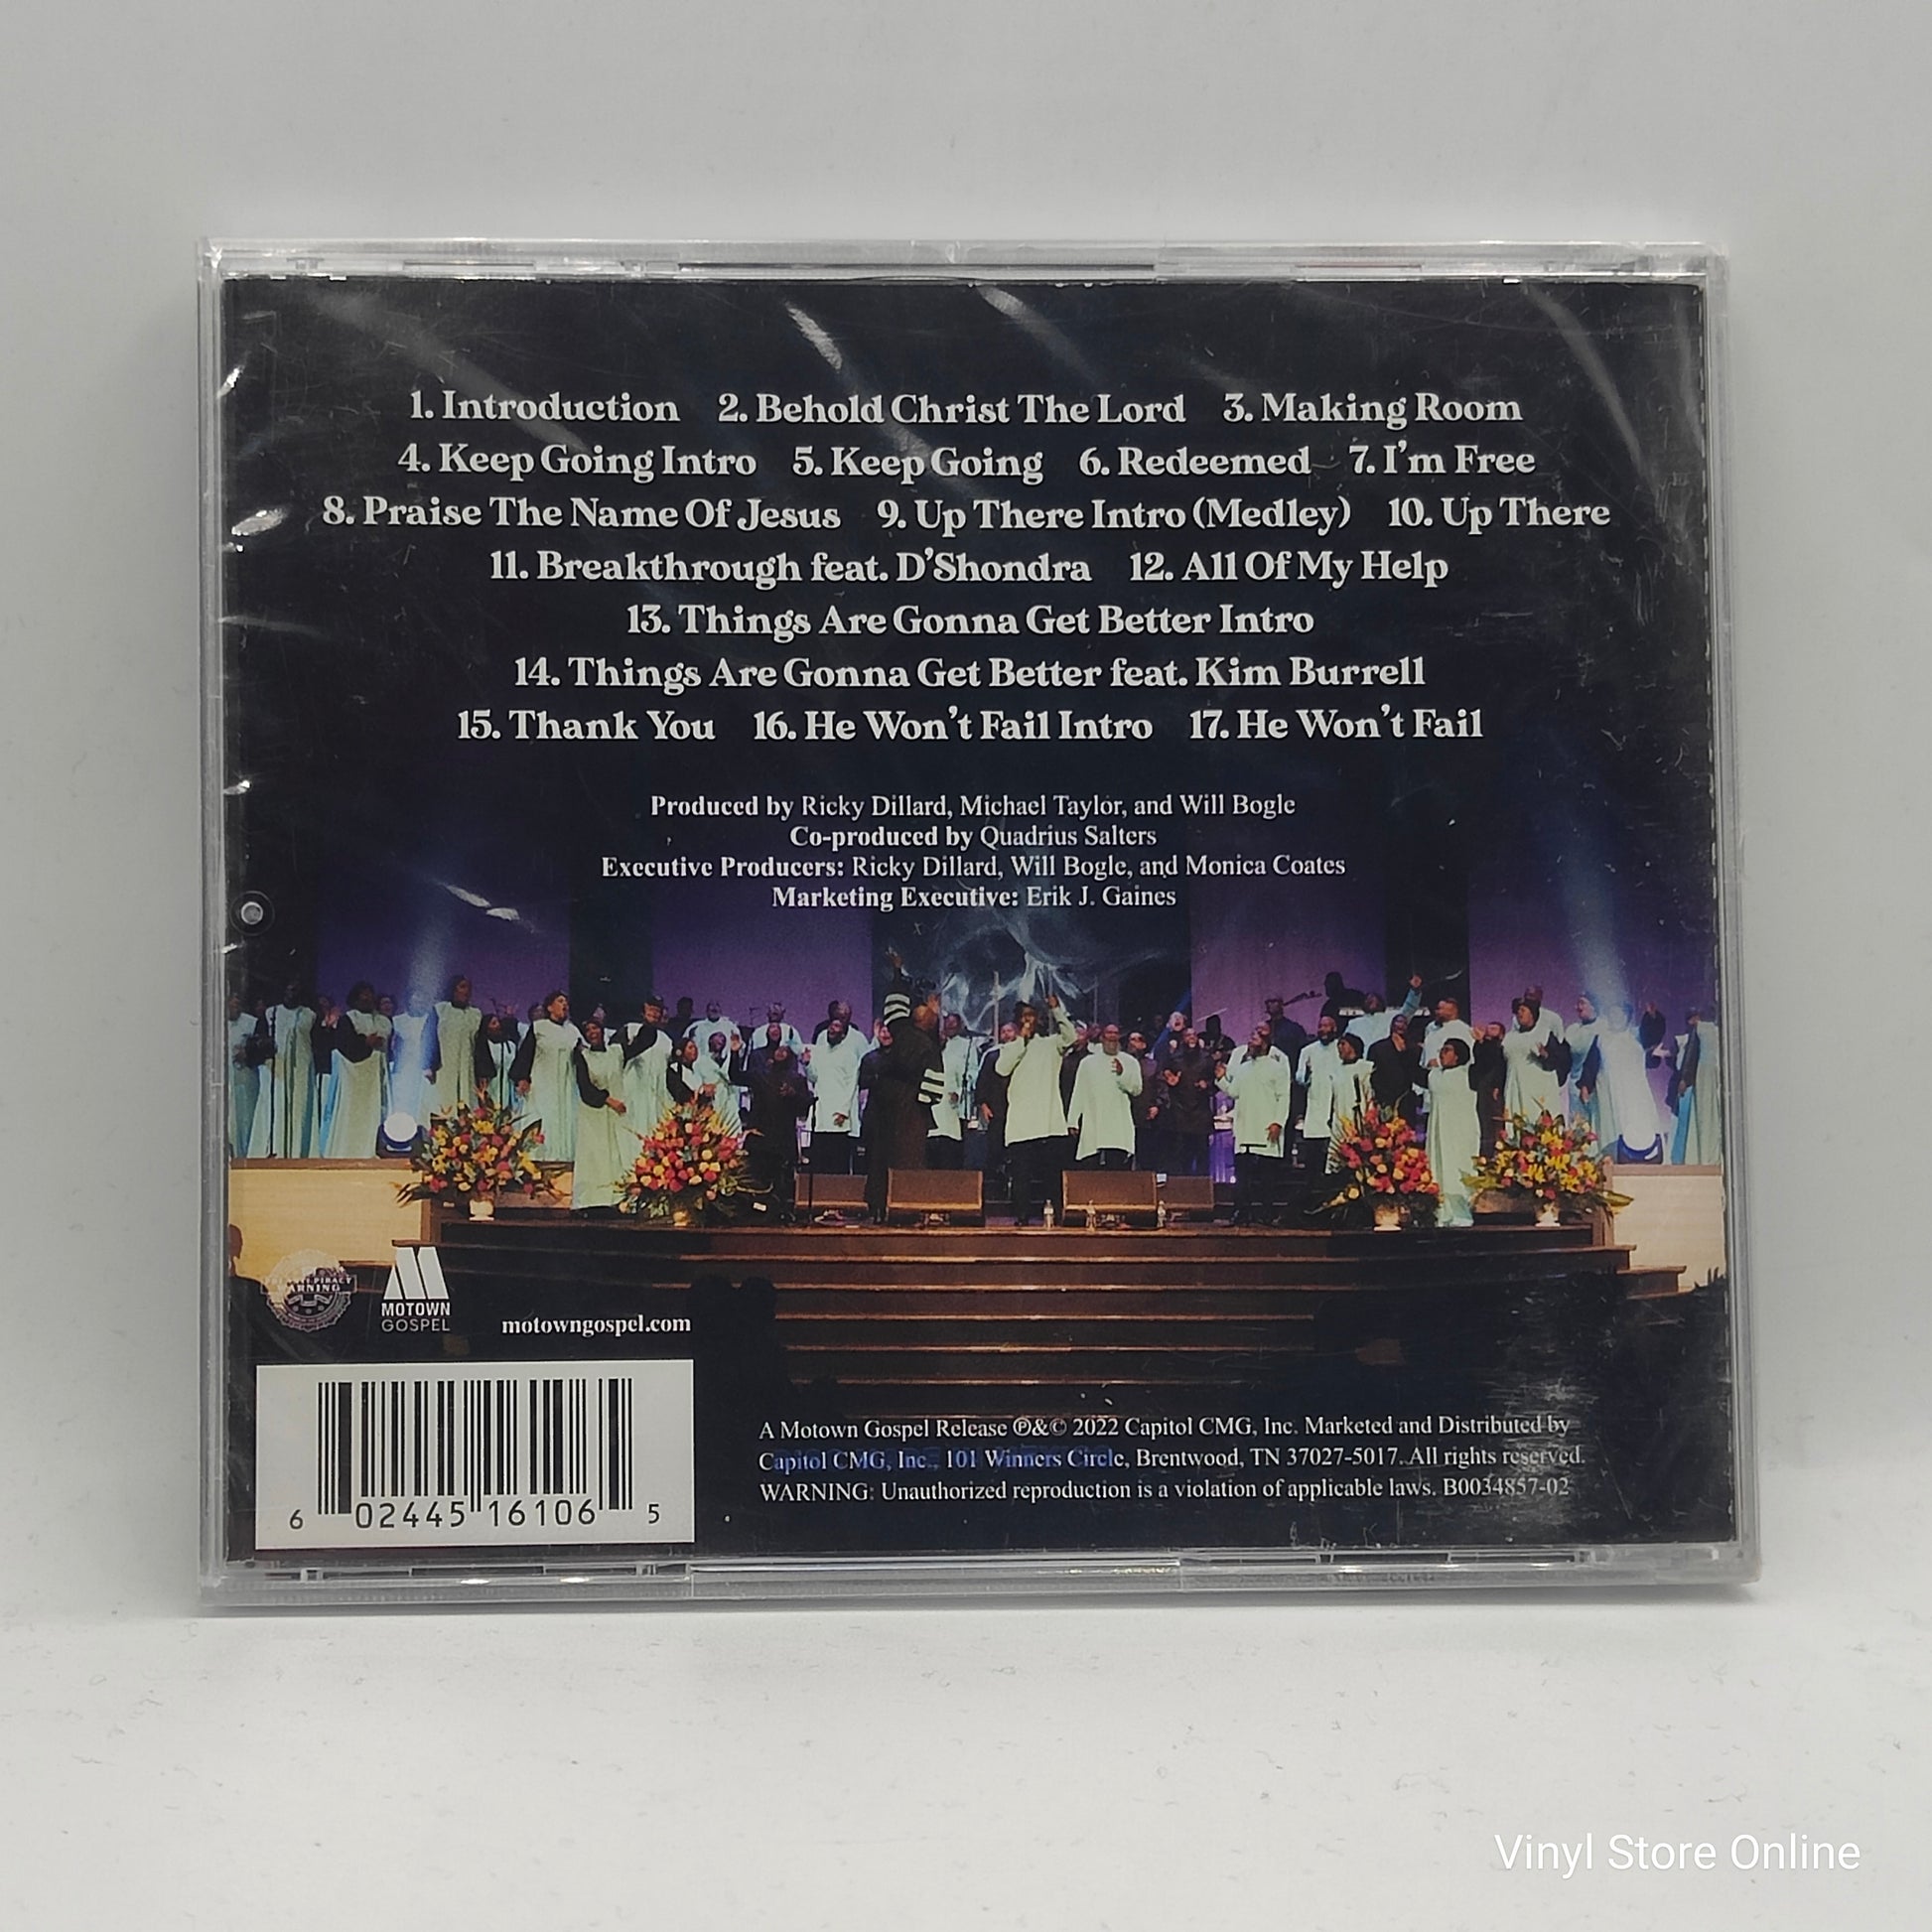 1. Introduction 2. Behold Christ The Lord 3. Making Room
4. Keep Going Intro 5. Keep Going 6. Redeemed 7. I'm Free
8. Praise The Name Of Jesus 9. Up There Intro (Medley) 10. Up There
11. Breakthrough feat. D'Shondra 12. All Of My Help
13. Things Are Gonna Get Better Intro
14. Things Are Gonna Get Better feat. Kim Burrell
15. Thank You 16. He Won't Fail Intro 17. He Won't Fail
Produced by Ricky Dillard, Michael Taylor, and Will Bogle
Co-produced by Quadrius Salters
Executive Producers: Ricky Dillard, Will Bogle, and Monica Coates
Marketing Executive: Erik J. Gaines
PIRACY
WARNING
MOTOWN
GOSPEL
motowngospel.com
A Motown Gospel Release ℗&© 2022 Capitol CMG, Inc. Marketed and Distributed by
Capitol CMG, Inc., 101 Winners Circle, Brentwood, TN 37027-5017. All rights reserved.
WARNING: Unauthorized reproduction is a violation of applicable laws. B0034857-02
6 02445 16106 5
Vinyl Store Online